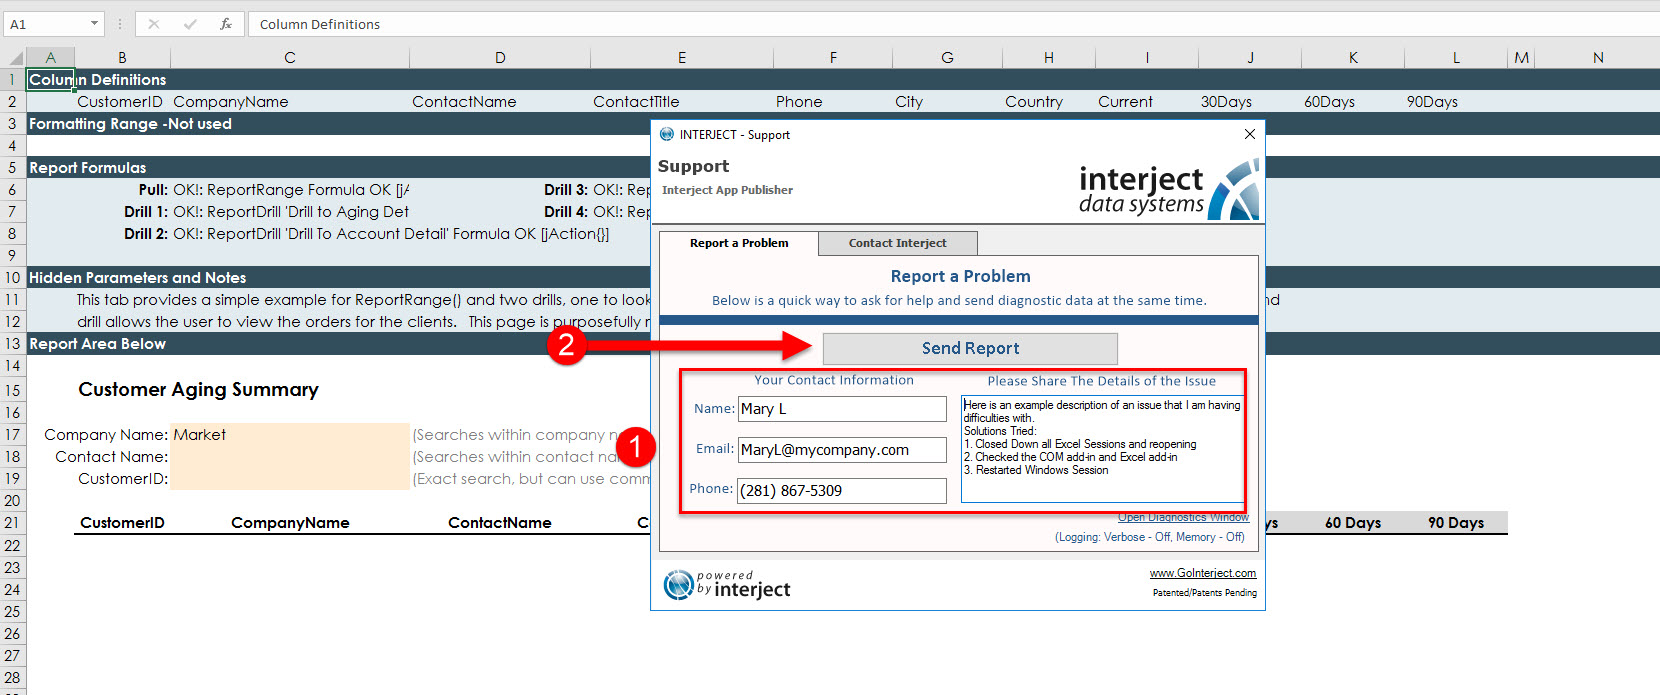 A1 fx Column Definitions
A B C D E F G H I J K L M N
1 Column Definitions
2 CustomerID CompanyName ContactName ContactTitle Phone City Country Current 30Days 60Days 90Days
3 Formatting Range -Not used
4
5 Report Formulas
6 Pull: OK!: ReportRange Formula OK [jA Drill 3: OK!: Rep
7 Drill 1: OK!: ReportDrill 'Drill to Aging Det Drill 4: OK!: Rep
8 Drill 2: OK!: ReportDrill 'Drill To Account Detail' Formula OK [jAction{}]
9
10 Hidden Parameters and Notes
11 This tab provides a simple example for ReportRange() and two drills, one to look nd
12 drill allows the user to view the orders for the clients. This page is purposefully r
13 Report Area Below
14
15 Customer Aging Summary
16
17 Company Name: Market (Searches within company n
18 Contact Name: (Searches within contact na
19 CustomerID: (Exact search, but can use comm
20
21 CustomerID CompanyName ContactName C ys 60 Days 90 Days
22
23
24
25
26
27
28
INTERJECT - Support
Support
Interject App Publisher
interject
data systems
Report a Problem Contact Interject
Report a Problem
Below is a quick way to ask for help and send diagnostic data at the same time.
2
Send Report
1
Your Contact Information
Name: Mary L
Email: MaryL@mycompany.com
Phone: (281) 867-5309
Please Share The Details of the Issue
Here is an example description of an issue that I am having
difficulties with.
Solutions Tried:
1. Closed Down all Excel Sessions and reopening
2. Checked the COM add-in and Excel add-in
3. Restarted Windows Session
Open Diagnostics Window
(Logging: Verbose - Off, Memory - Off)
powered
by interject
www.GoInterject.com
Patented/Patents Pending